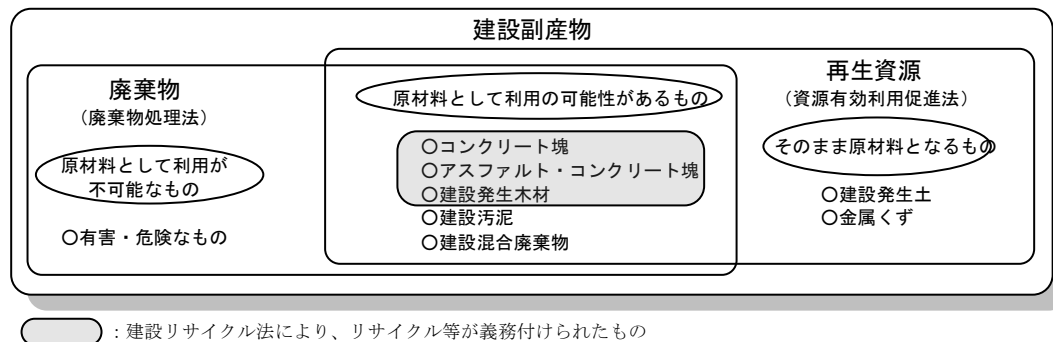 建設副産物
廃棄物
（廃棄物処理法）
原材料として利用が
不可能なもの
○有害・危険なもの
原材料として利用の可能性があるもの
○コンクリート塊
○アスファルト・コンクリート塊
○建設発生木材
○建設汚泥
○建設混合廃棄物
再生資源
（資源有効利用促進法）
そのまま原材料となるもの
○建設発生土
○金属くず
：建設リサイクル法により、リサイクル等が義務付けられたもの